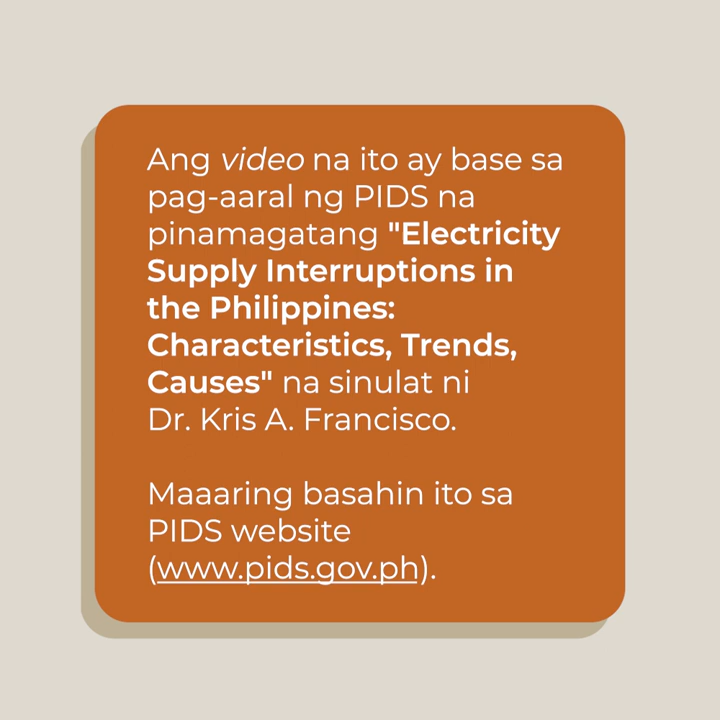 Ang video na ito ay base sa
pag-aaral ng PIDS na
pinamagatang "Electricity
Supply Interruptions in
the Philippines:
Characteristics, Trends,
Causes" na sinulat ni
Dr. Kris A. Francisco.
Maaaring basahin ito sa
PIDS website
(www.pids.gov.ph).